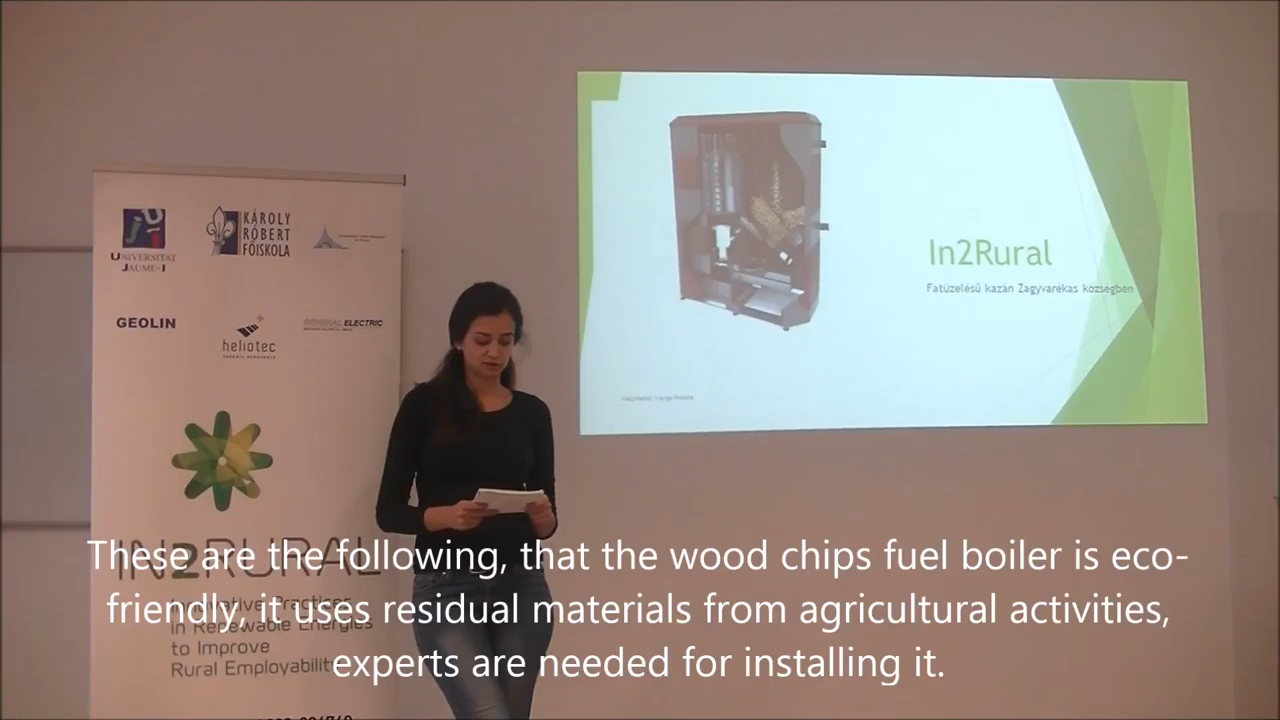 UNIVERSITAT
JAUME·I
KÁROLY
RÓBERT
FŐISKOLA
GEOLIN
heliotec
GENERAL ELECTRIC
IN2RURAL
Innovative Practices
in Renewable Energies
to Improve
Rural Employability
In2Rural
Fatüzelésű kazán Zagyvarékas községben
These are the following, that the wood chips fuel boiler is eco-
friendly, it uses residual materials from agricultural activities,
experts are needed for installing it.